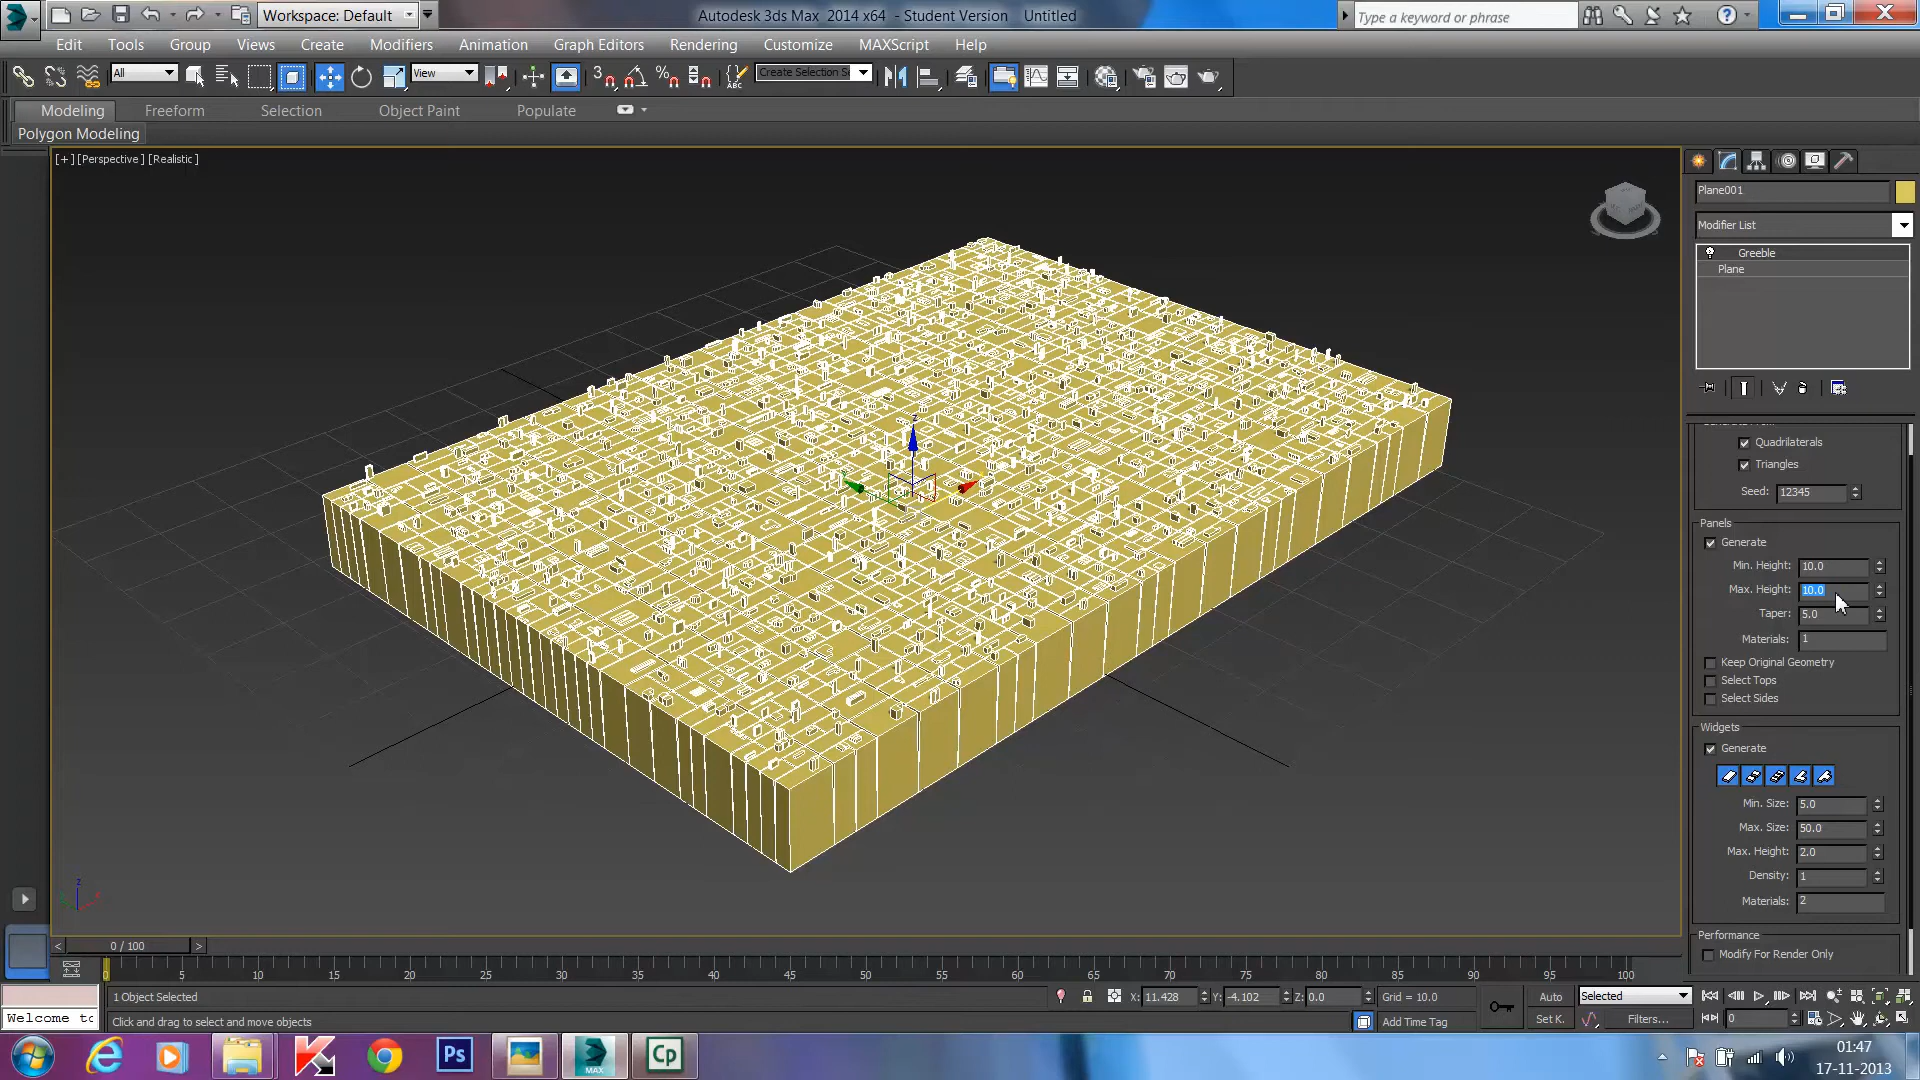 Workspace: Default
Autodesk 3ds Max 2014 x64 - Student Version Untitled
Type a keyword or phrase
Edit Tools Group Views Create Modifiers Animation Graph Editors Rendering Customize MAXScript Help
All
View
3
ABC
Create Selection S
Modeling Freeform Selection Object Paint Populate
Polygon Modeling
[+] [Perspective] [Realistic]
Plane001
Modifier List
Greeble
Plane
Quadrilaterals
Triangles
Seed: 12345
Panels
Generate
Min. Height: 10.0
Max. Height: 10.0
Taper: 5.0
Materials: 1
Keep Original Geometry
Select Tops
Select Sides
Widgets
Generate
Min. Size: 5.0
Max. Size: 50.0
Max. Height: 2.0
Density: 1
Materials: 2
Performance
Modify For Render Only
z
z
x
< 0 / 100 >
0 5 10 15 20 25 30 35 40 45 50 55 60 65 70 75 80 85 90 95 100
1 Object Selected
X: 11.428 Y: -4.102 Z: 0.0 Grid = 10.0
Auto Selected
Welcome to
Click and drag to select and move objects
Add Time Tag
Set K. Filters... 0
Ps
MAX
Cp
01:47
17-11-2013